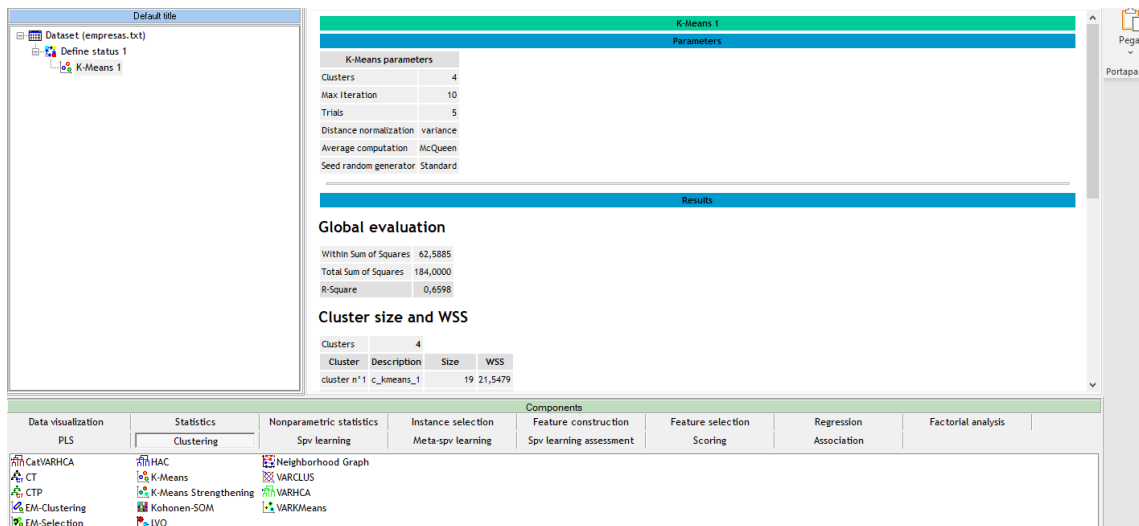 Default title
Dataset (empresas.txt)
Define status 1
K-Means 1
K-Means 1
Parameters
K-Means parameters
Clusters 4
Max Iteration 10
Trials 5
Distance normalization variance
Average computation McQueen
Seed random generator Standard
Results
Global evaluation
Within Sum of Squares 62,5885
Total Sum of Squares 184,0000
R-Square 0,6598
Cluster size and WSS
Clusters 4
Cluster Description Size WSS
cluster n°1 c_kmeans_1 19 21,5479
Pega
Portapa
Components
Data visualization Statistics Nonparametric statistics Instance selection Feature construction Feature selection Regression Factorial analysis
PLS Clustering Spv learning Meta-spv learning Spv learning assessment Scoring Association
CatVARHCA HAC Neighborhood Graph
CT K-Means VARCLUS
CTP K-Means Strengthening VARHCA
EM-Clustering Kohonen-SOM VARKMeans
EM-Selection LVQ